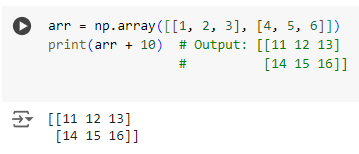 arr = np.array([[1, 2, 3], [4, 5, 6]])
print(arr + 10)  # Output: [[11 12 13]
                 #          [14 15 16]]
[[11 12 13]
 [14 15 16]]